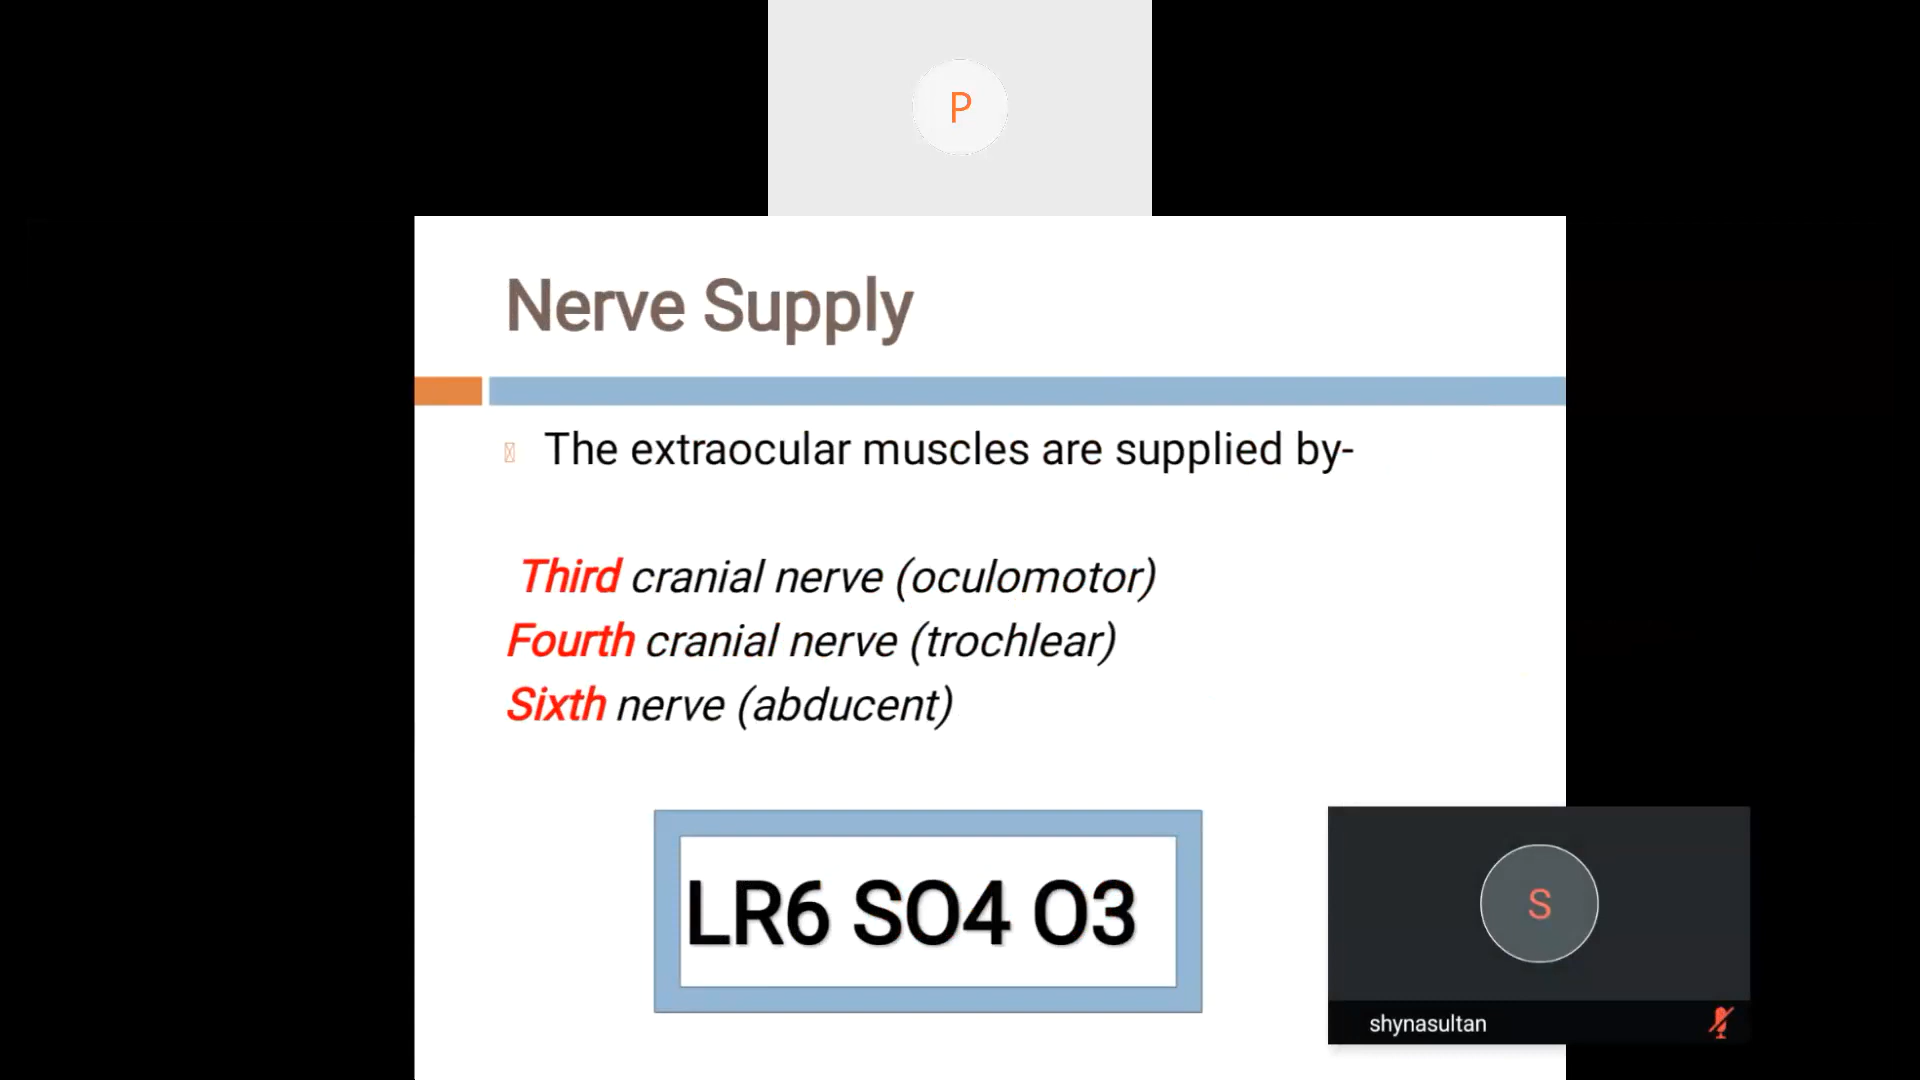 P
Nerve Supply
The extraocular muscles are supplied by-
Third cranial nerve (oculomotor)
Fourth cranial nerve (trochlear)
Sixth nerve (abducent)
LR6 SO4 O3
S
shynasultan